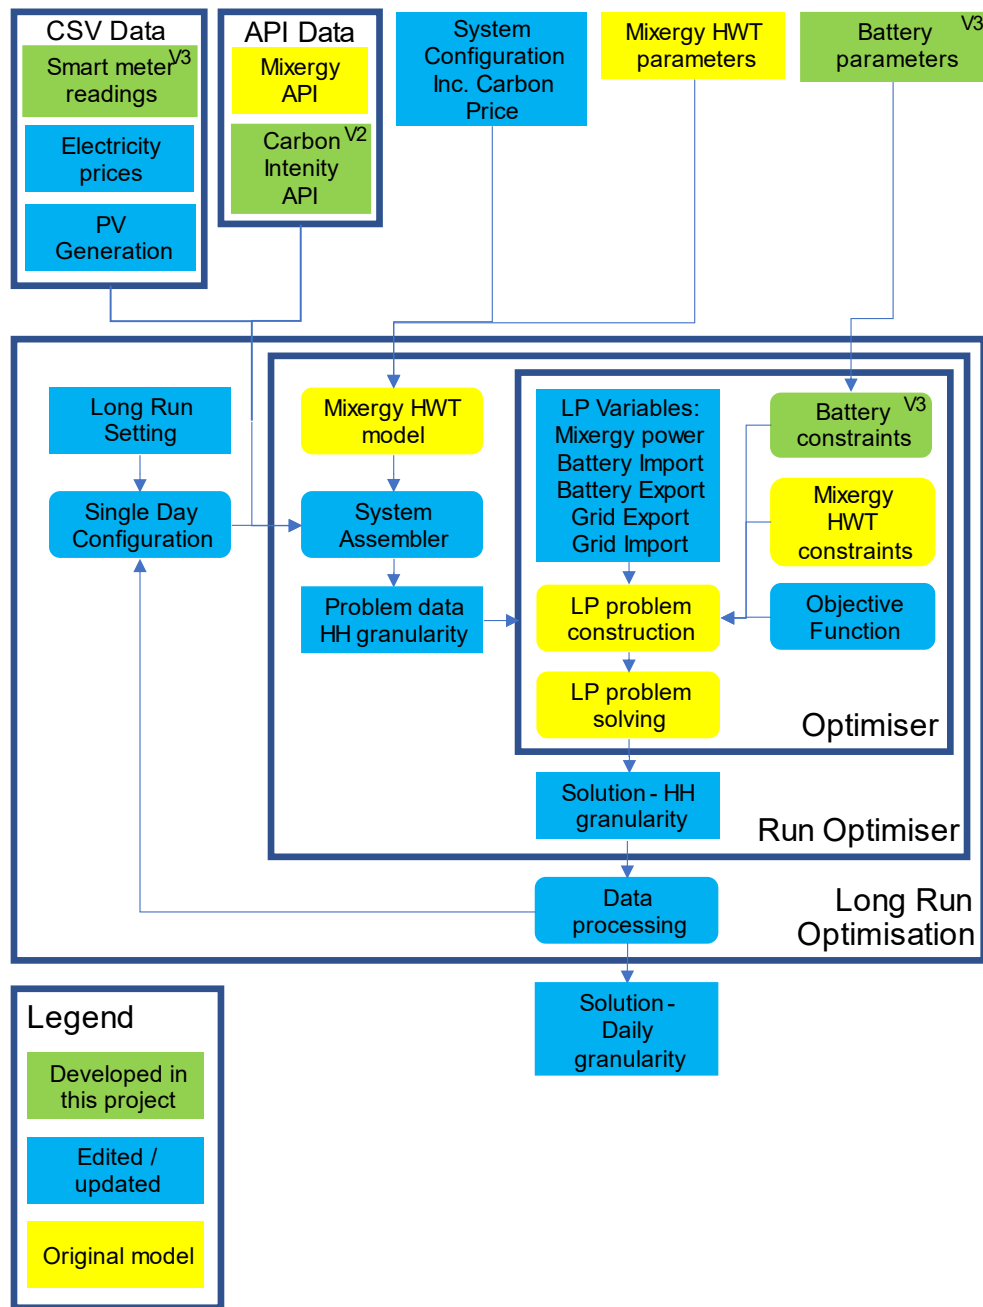 CSV Data
Smart meter V3
readings
Electricity
prices
PV
Generation
API Data
Mixergy
API
Carbon V2
Intenity
API
System
Configuration
Inc. Carbon
Price
Mixergy HWT
parameters
Battery V3
parameters
Long Run
Setting
Single Day
Configuration
Mixergy HWT
model
System
Assembler
Problem data
HH granularity
LP Variables:
Mixergy power
Battery Import
Battery Export
Grid Export
Grid Import
Battery V3
constraints
Mixergy
HWT
constraints
Objective
Function
LP problem
construction
LP problem
solving
Optimiser
Solution - HH
granularity
Run Optimiser
Data
processing
Long Run
Optimisation
Solution -
Daily
granularity
Legend
Developed in
this project
Edited /
updated
Original model